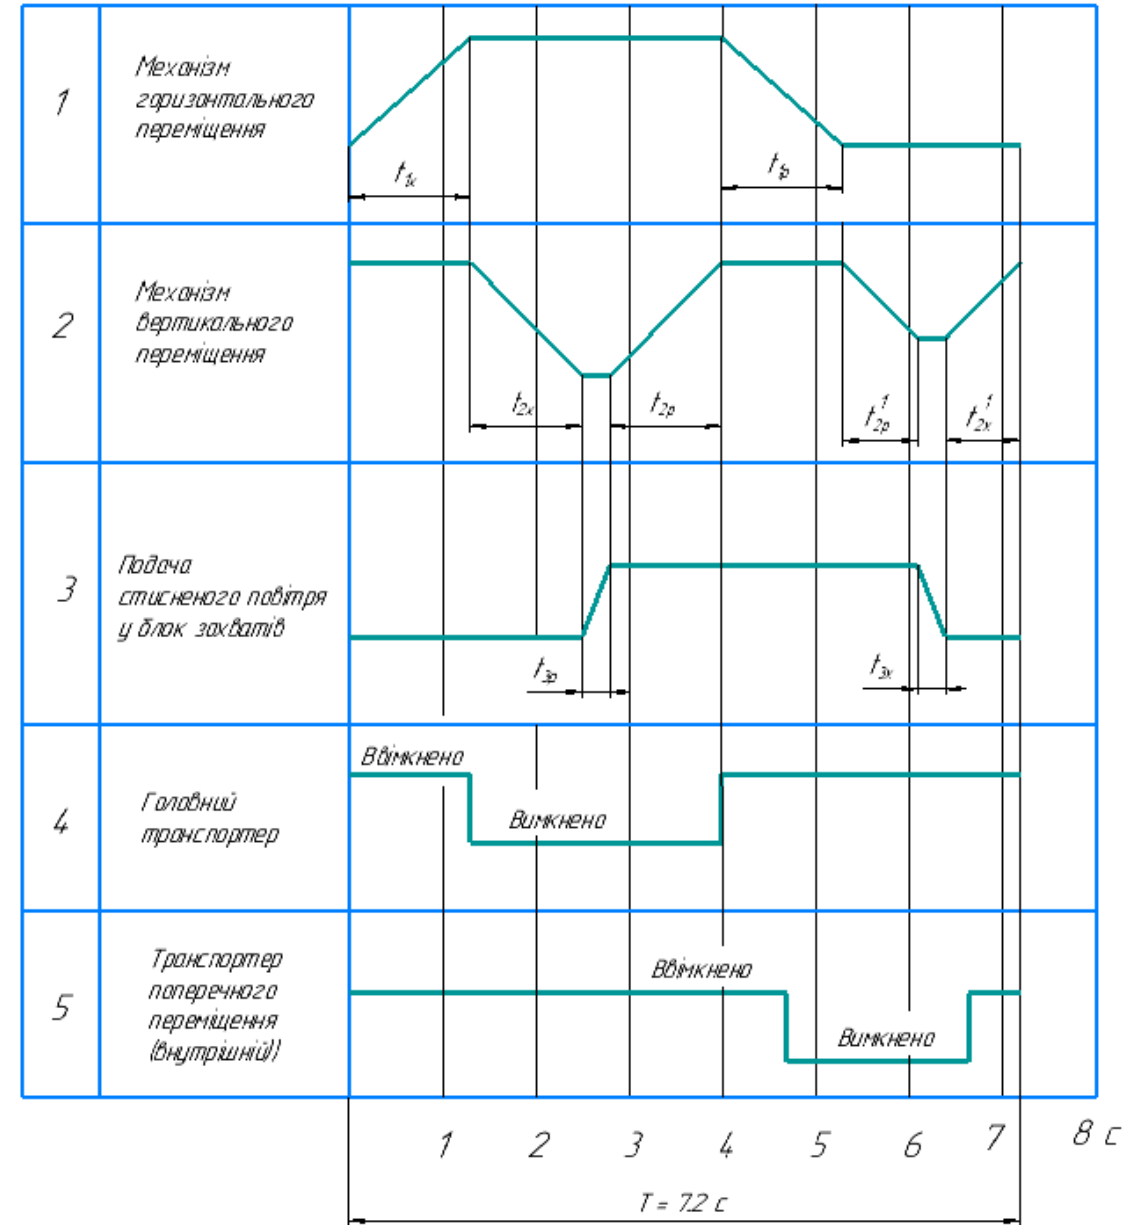 1
Механізм
горизонтального
переміщення
t1х
t1р
2
Механізм
вертикального
переміщення
t2х
t2р
t2р1
t2х1
3
Подача
стисненого повітря
у блок захватів
t3р
t3х
4
Головний
транспортер
Ввімкнено
Вимкнено
5
Транспортер
поперечного
переміщення
(внутрішній))
Ввімкнено
Вимкнено
1 2 3 4 5 6 7 8 с
T = 7.2 с